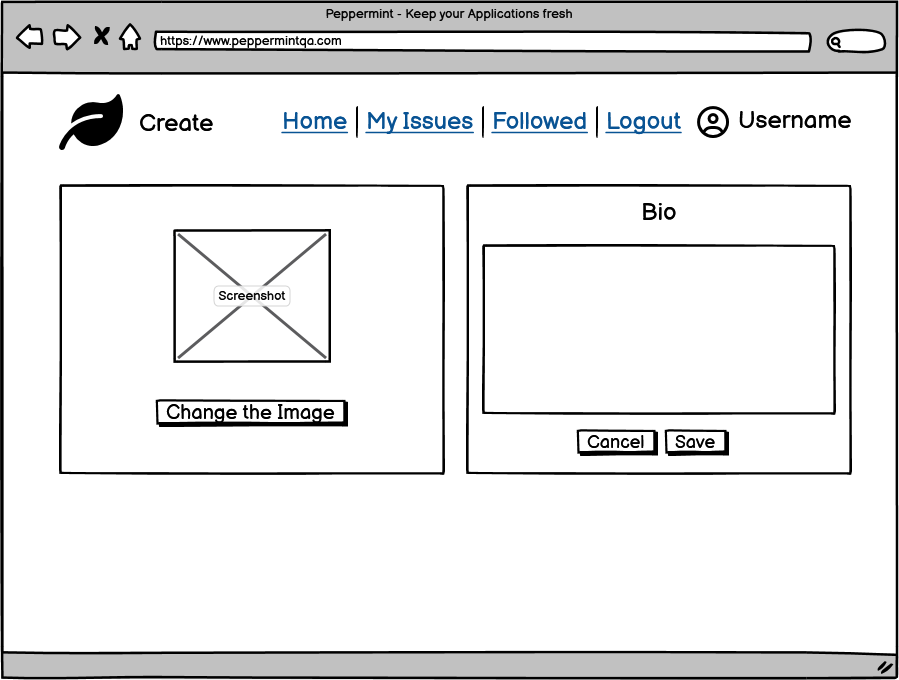 Peppermint - Keep your Applications fresh
https://www.peppermintqa.com
Create
Home | My Issues | Followed | Logout
Username
Screenshot
Change the Image
Bio
Cancel
Save